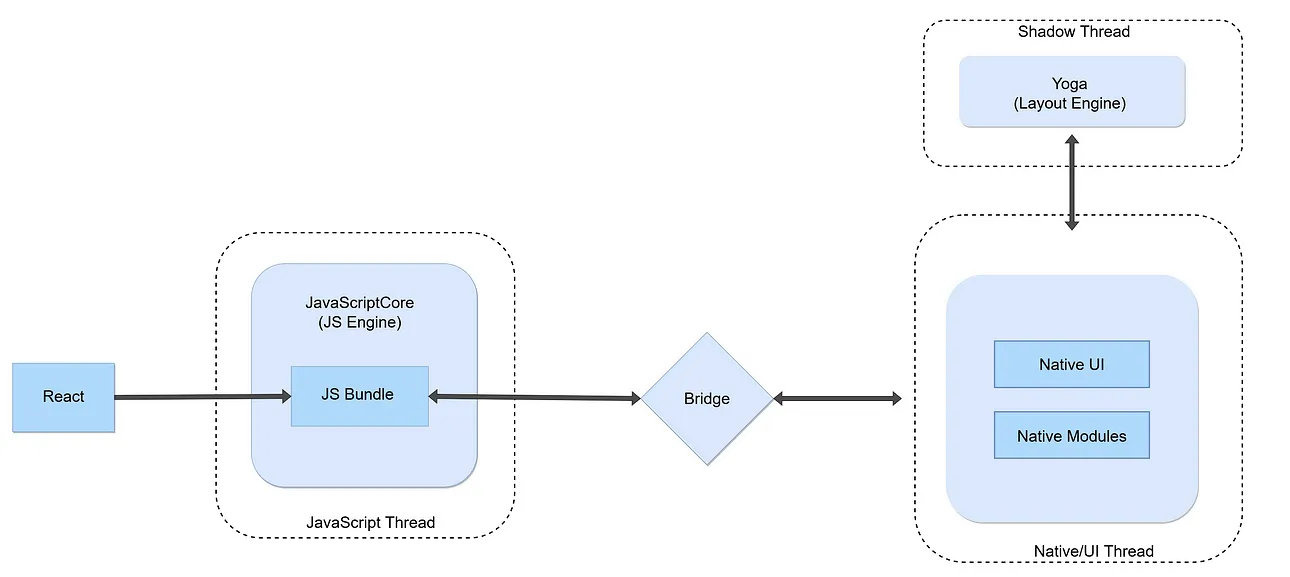 Shadow Thread
Yoga
(Layout Engine)
JavaScriptCore
(JS Engine)
React
JS Bundle
Bridge
Native UI
Native Modules
JavaScript Thread
Native/UI Thread